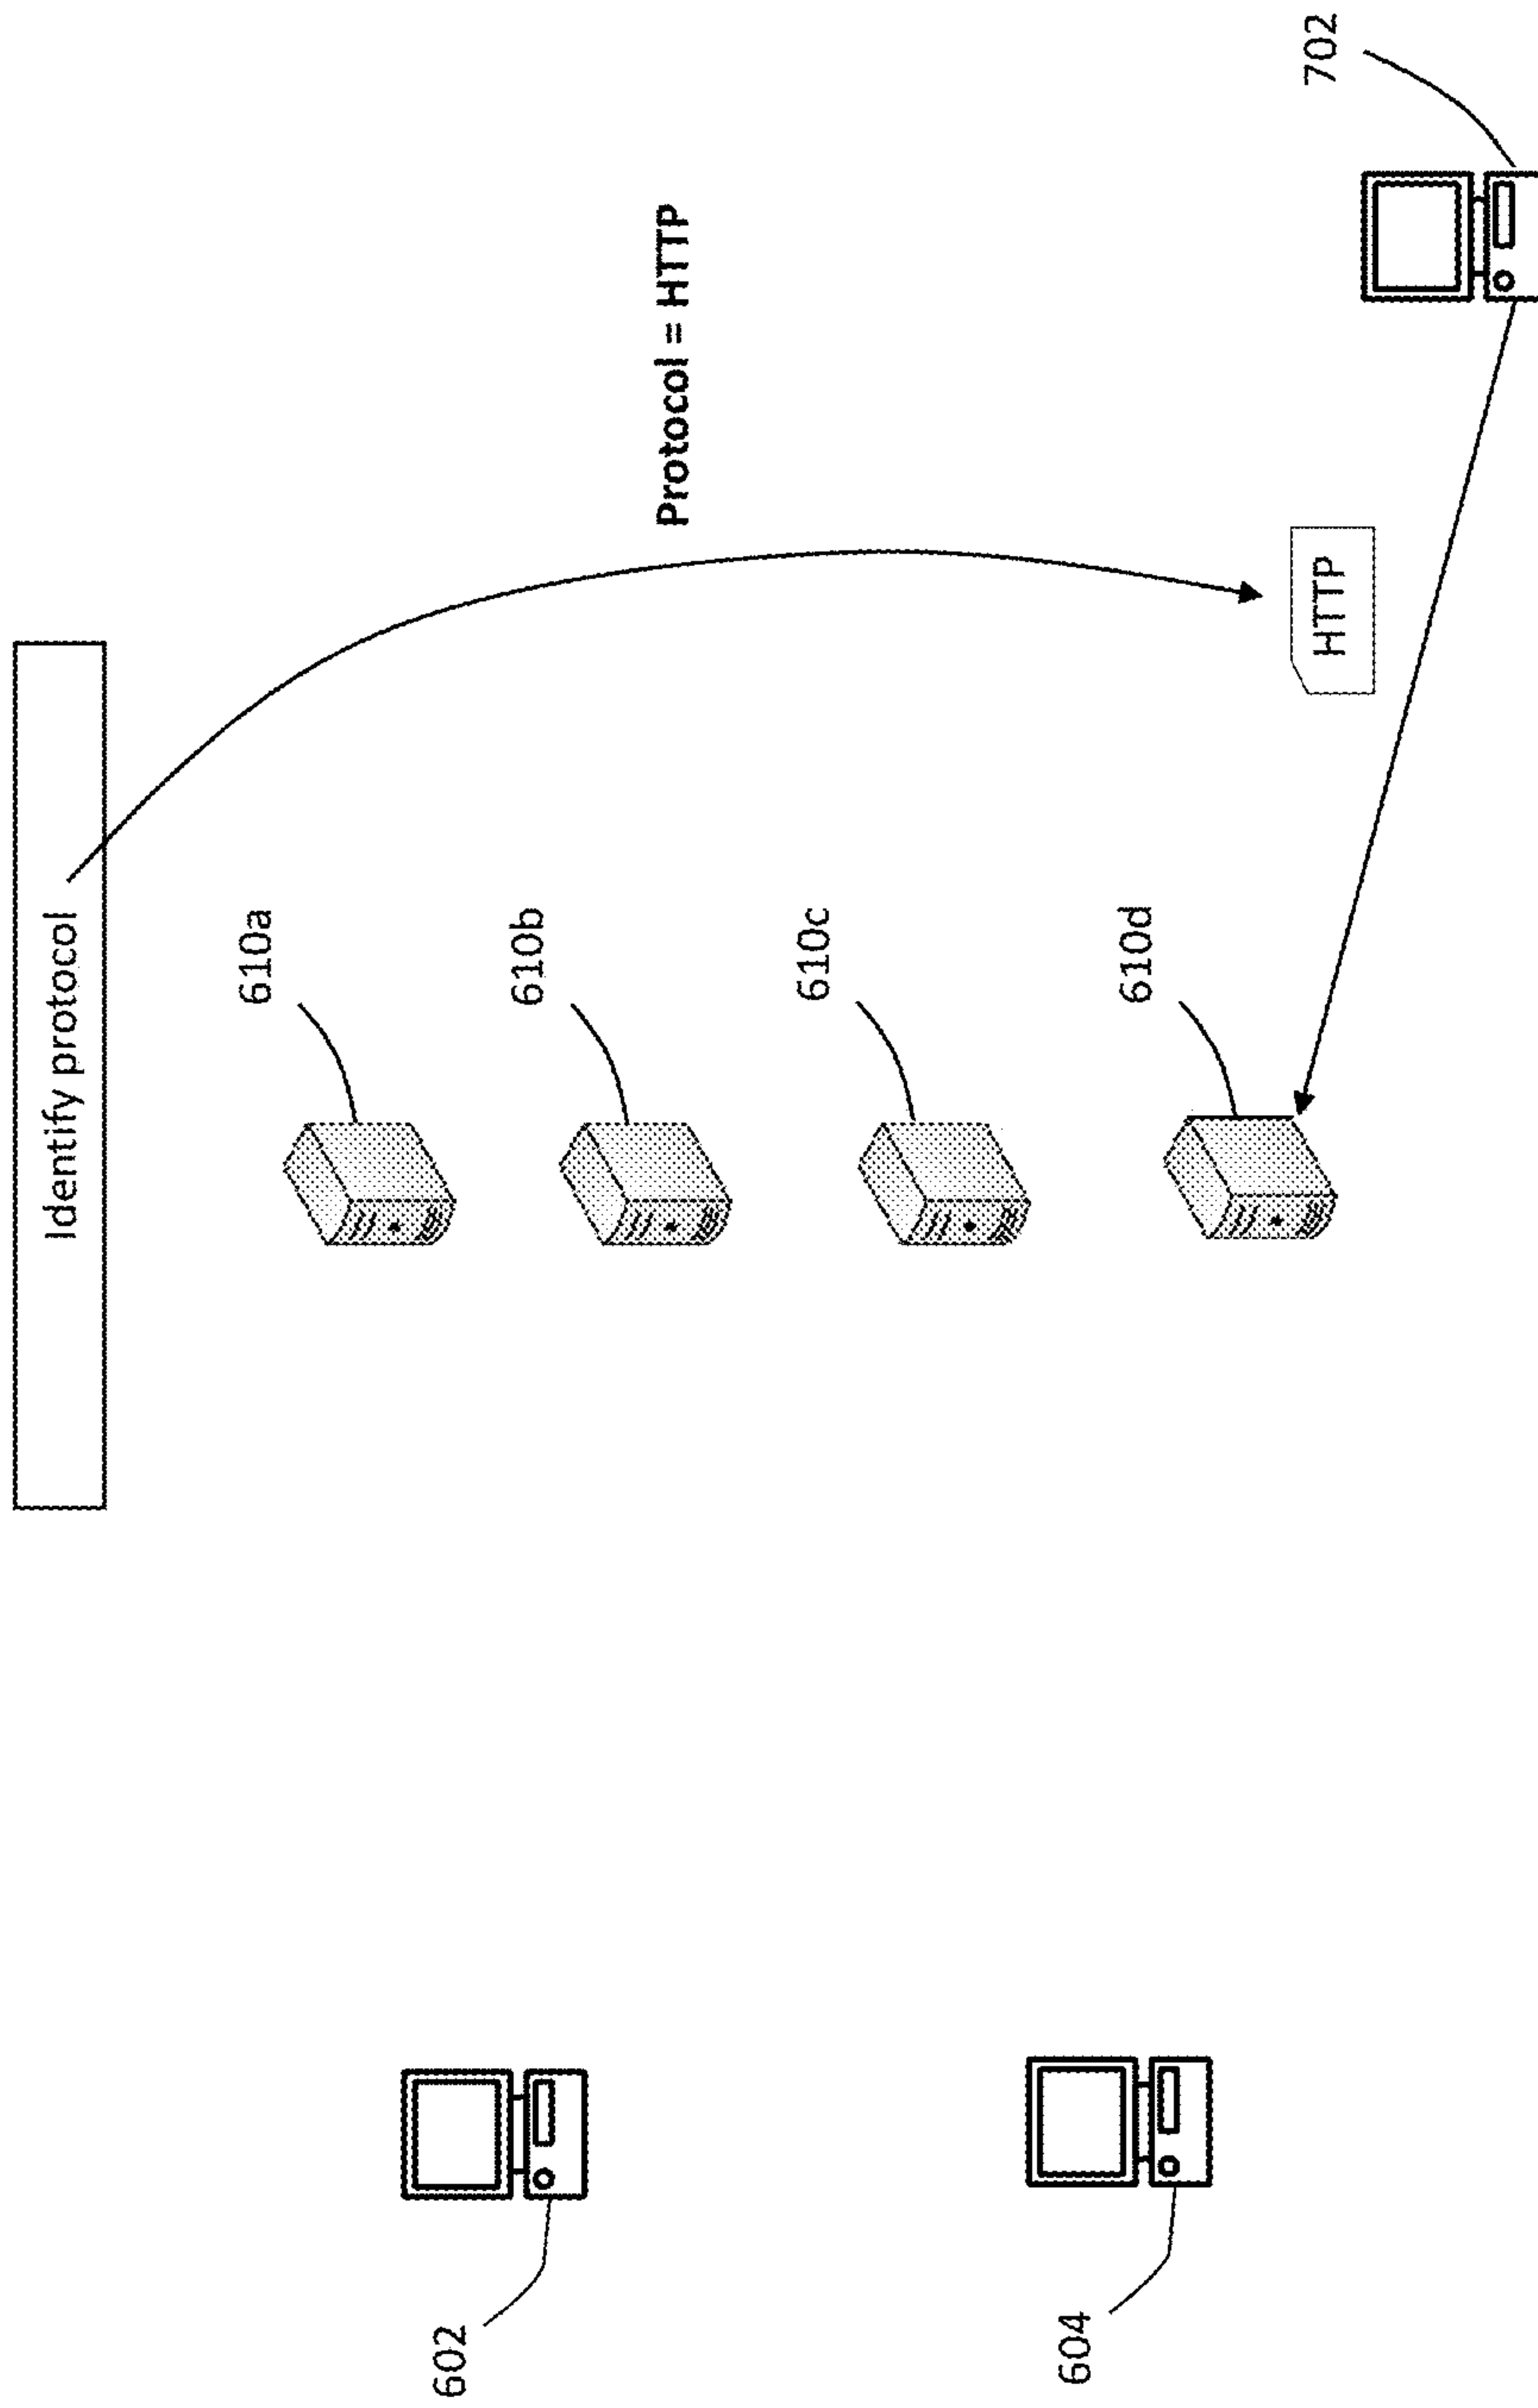 Identify protocol
610a
Protocol = HTTP
602
610b
610c
604
610d
HTTP
702